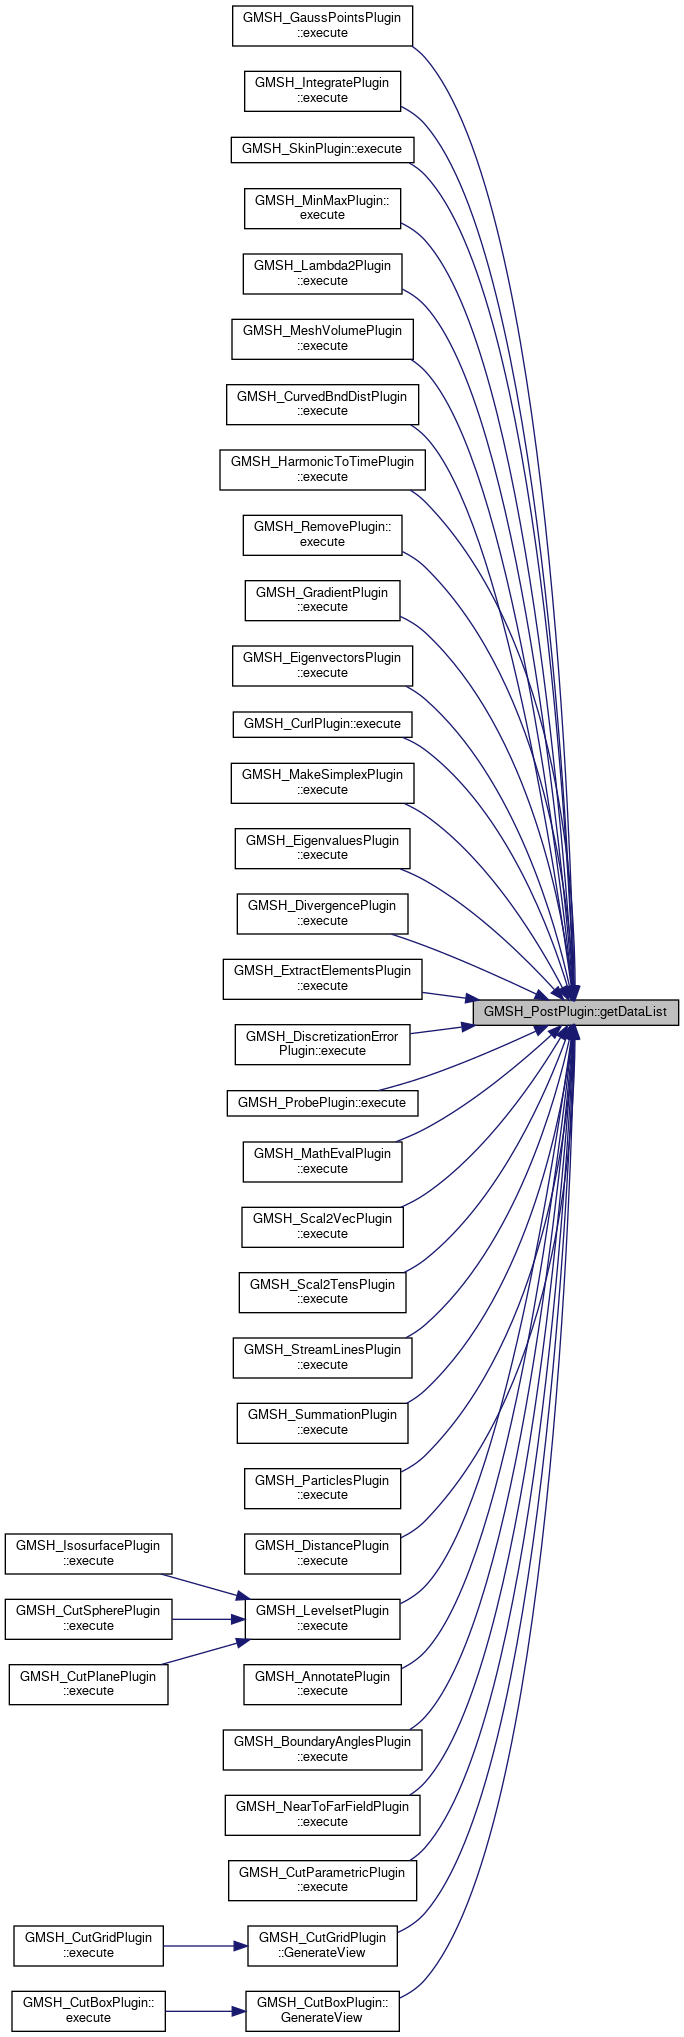 GMSH_GaussPointsPlugin
::execute
GMSH_IntegratePlugin
::execute
GMSH_SkinPlugin::execute
GMSH_MinMaxPlugin::
execute
GMSH_Lambda2Plugin
::execute
GMSH_MeshVolumePlugin
::execute
GMSH_CurvedBndDistPlugin
::execute
GMSH_HarmonicToTimePlugin
::execute
GMSH_RemovePlugin::
execute
GMSH_GradientPlugin
::execute
GMSH_EigenvectorsPlugin
::execute
GMSH_CurlPlugin::execute
GMSH_MakeSimplexPlugin
::execute
GMSH_EigenvaluesPlugin
::execute
GMSH_DivergencePlugin
::execute
GMSH_ExtractElementsPlugin
::execute
GMSH_PostPlugin::getDataList
GMSH_DiscretizationError
Plugin::execute
GMSH_ProbePlugin::execute
GMSH_MathEvalPlugin
::execute
GMSH_Scal2VecPlugin
::execute
GMSH_Scal2TensPlugin
::execute
GMSH_StreamLinesPlugin
::execute
GMSH_SummationPlugin
::execute
GMSH_ParticlesPlugin
::execute
GMSH_DistancePlugin
::execute
GMSH_IsosurfacePlugin
::execute
GMSH_CutSpherePlugin
::execute
GMSH_LevelsetPlugin
::execute
GMSH_CutPlanePlugin
::execute
GMSH_AnnotatePlugin
::execute
GMSH_BoundaryAnglesPlugin
::execute
GMSH_NearToFarFieldPlugin
::execute
GMSH_CutParametricPlugin
::execute
GMSH_CutGridPlugin
::execute
GMSH_CutGridPlugin
::GenerateView
GMSH_CutBoxPlugin::
execute
GMSH_CutBoxPlugin::
GenerateView